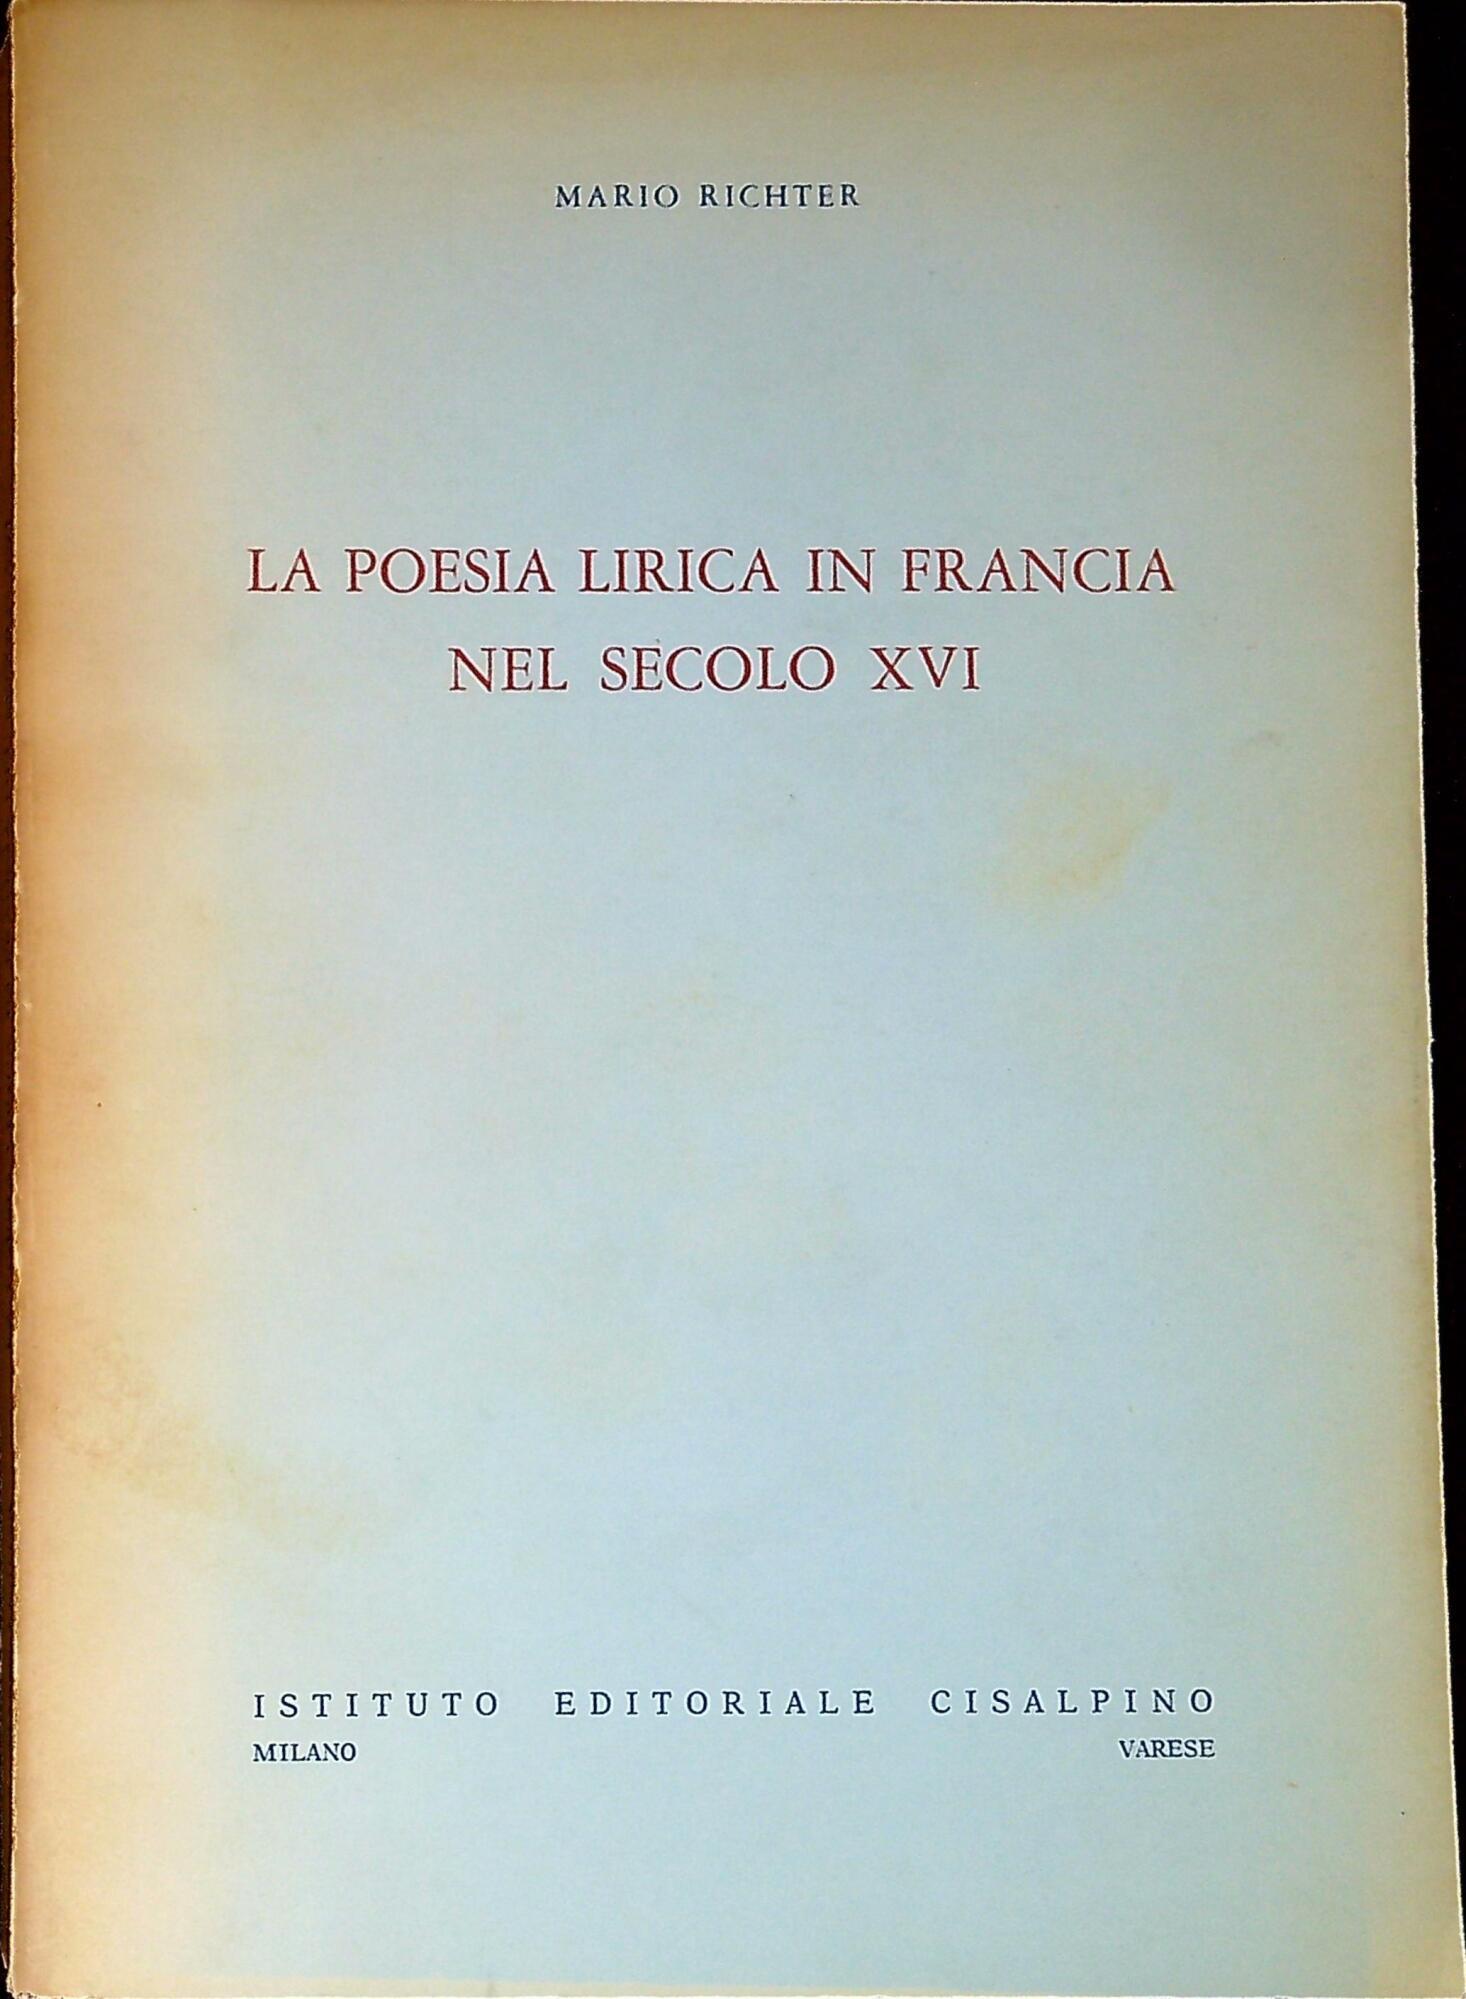 MARIO RICHTER
LA POESIA LIRICA IN FRANCIA
NEL SECOLO XVI
ISTITUTO EDITORIALE CISALPINO
MILANO VARESE